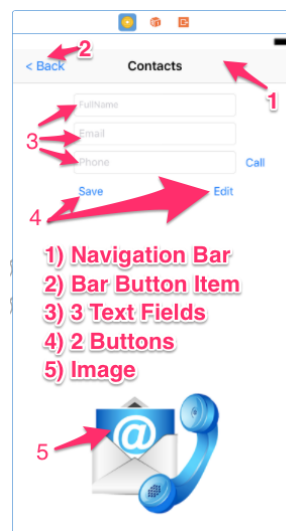 2
< Back
Contacts
1
FullName
3
Email
Phone
Call
4
Save
Edit
1) Navigation Bar
2) Bar Button Item
3) 3 Text Fields
4) 2 Buttons
5) Image
@
5